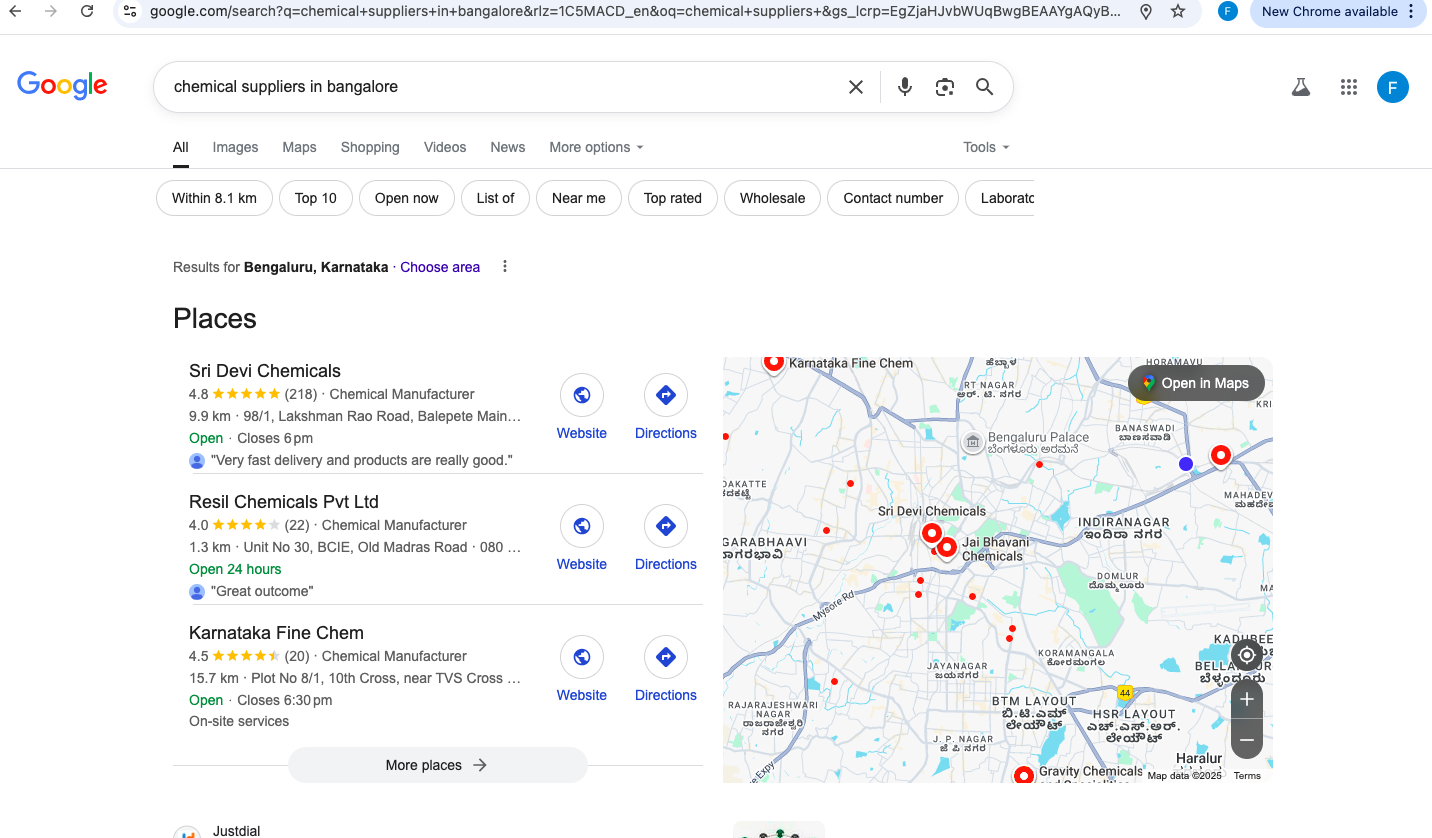 google.com/search?q=chemical+suppliers+in+bangalore&rlz=1C5MACD_en&oq=chemical+suppliers+&gs_lcrp=EgZjaHJvbWUqBwgBEAAYgAQyB...
F
New Chrome available
Google
chemical suppliers in bangalore
F
All
Images
Maps
Shopping
Videos
News
More options
Tools
Within 8.1 km
Top 10
Open now
List of
Near me
Top rated
Wholesale
Contact number
Laborato
Results for Bengaluru, Karnataka · Choose area
Places
Sri Devi Chemicals
4.8 (218) · Chemical Manufacturer
9.9 km · 98/1, Lakshman Rao Road, Balepete Main…
Open · Closes 6 pm
"Very fast delivery and products are really good."
Website
Directions
Resil Chemicals Pvt Ltd
4.0 (22) · Chemical Manufacturer
1.3 km · Unit No 30, BCIE, Old Madras Road · 080 …
Open 24 hours
"Great outcome"
Website
Directions
Karnataka Fine Chem
4.5 (20) · Chemical Manufacturer
15.7 km · Plot No 8/1, 10th Cross, near TVS Cross …
Open · Closes 6:30 pm
On-site services
Website
Directions
More places
Karnataka Fine Chem
ಹೆಬ್ಬಾಳ
HORAMAVU
Open in Maps
RT NAGAR
ಆರ್. ಟಿ. ನಗರ
KRI
BANASWADI
ಬಾಣಸವಾಡಿ
Bengaluru Palace
ಬೆಂಗಳೂರು ಅರಮನೆ
MAHADEV
Sri Devi Chemicals
INDIRANAGAR
ಇಂದಿರಾ ನಗರ
Jai Bhavani
Chemicals
DOMLUR
ದೊಮ್ಮಲೂರು
Mysore Rd
KADUBEE
KORAMANGALA
ಕೋರಮಂಗಲ
JAYANAGAR
ಜಯನಗರ
44
RAJARAJESHWARI
NAGAR
ರಾಜರಾಜೇಶ್ವರಿ
ನಗರ
BTM LAYOUT
ಬಿ.ಟಿ.ಎಮ್
ಲೇಔಟ್
HSR LAYOUT
ಎಚ್.ಎಸ್.ಆರ್.
ಲೇಔಟ್
J. P. NAGAR
ಜೆ ಪಿ ನಗರ
Haralur
Gravity Chemicals
Map data ©2025
Terms
Justdial